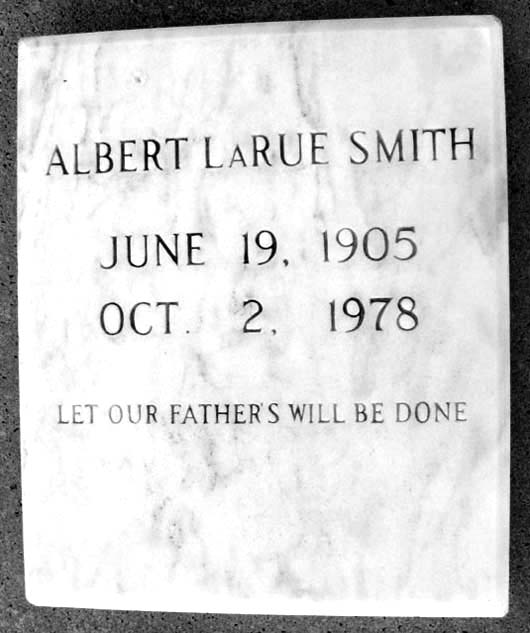 ALBERT LaRUE SMITH
JUNE 19, 1905
OCT. 2, 1978
LET OUR FATHER'S WILL BE DONE